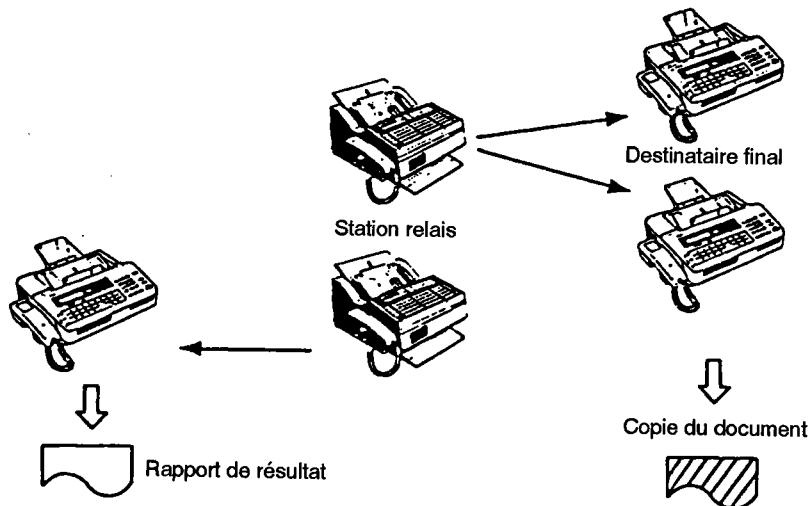 Destinataire final
Station relais
Copie du document
Rapport de résultat